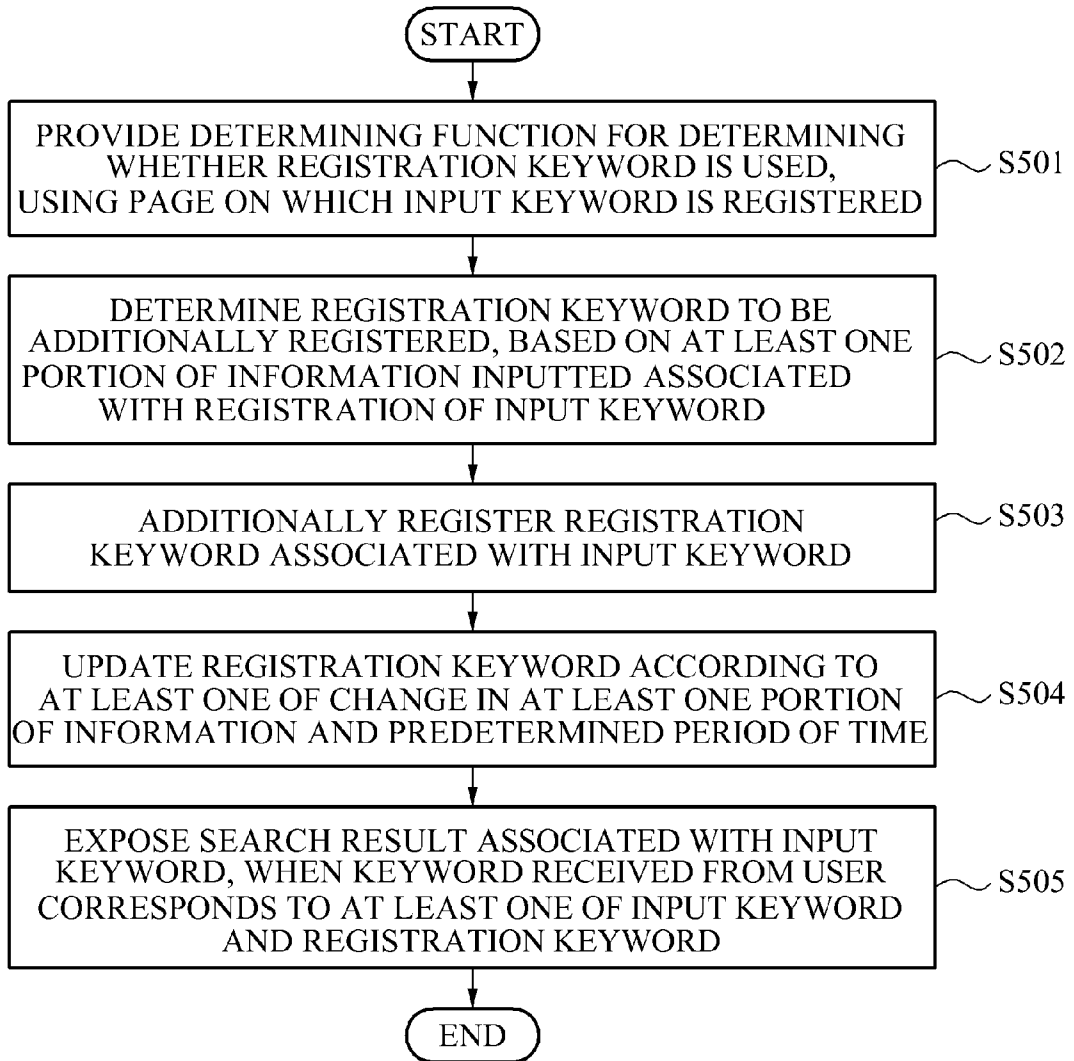 START
PROVIDE DETERMINING FUNCTION FOR DETERMINING
WHETHER REGISTRATION KEYWORD IS USED,
USING PAGE ON WHICH INPUT KEYWORD IS REGISTERED
S501
DETERMINE REGISTRATION KEYWORD TO BE
ADDITIONALLY REGISTERED, BASED ON AT LEAST ONE
PORTION OF INFORMATION INPUTTED ASSOCIATED
WITH REGISTRATION OF INPUT KEYWORD
S502
ADDITIONALLY REGISTER REGISTRATION
KEYWORD ASSOCIATED WITH INPUT KEYWORD
S503
UPDATE REGISTRATION KEYWORD ACCORDING TO
AT LEAST ONE OF CHANGE IN AT LEAST ONE PORTION
OF INFORMATION AND PREDETERMINED PERIOD OF TIME
S504
EXPOSE SEARCH RESULT ASSOCIATED WITH INPUT
KEYWORD, WHEN KEYWORD RECEIVED FROM USER
CORRESPONDS TO AT LEAST ONE OF INPUT KEYWORD
AND REGISTRATION KEYWORD
S505
END